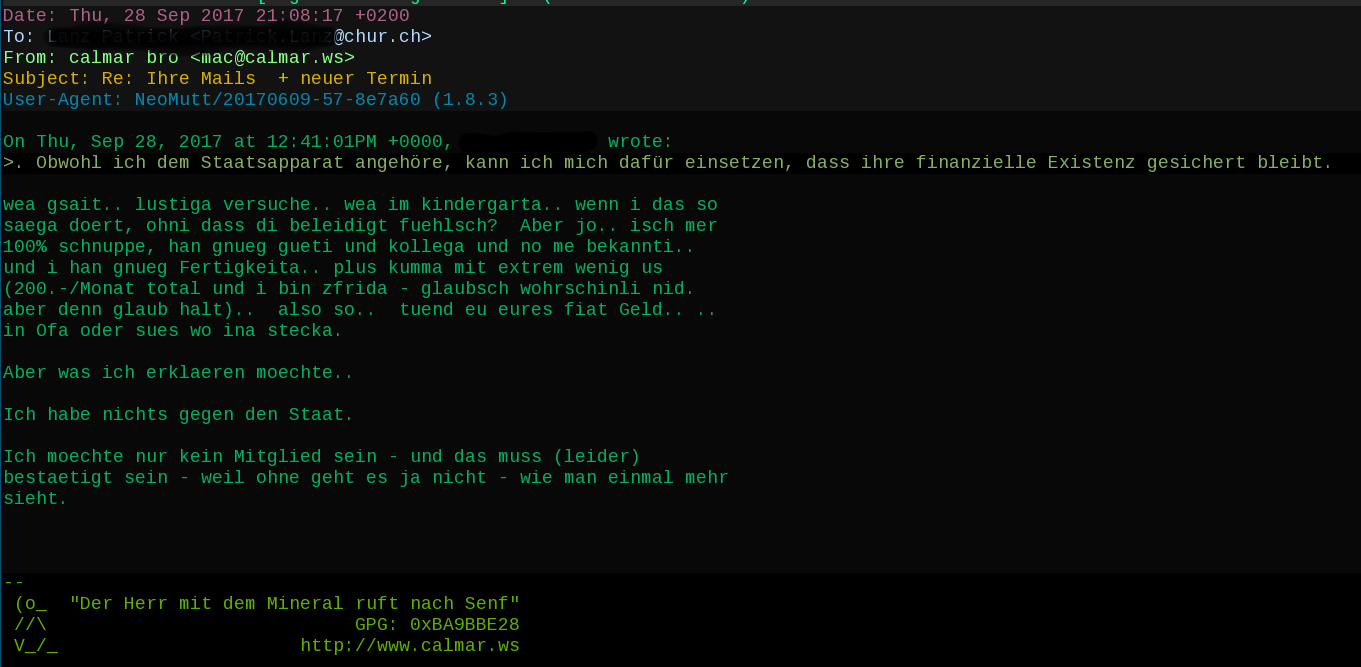 Date: Thu, 28 Sep 2017 21:08:17 +0200
To: @chur.ch>
From: calmar bro <mac@calmar.ws>
Subject: Re: Ihre Mails  + neuer Termin
User-Agent: NeoMutt/20170609-57-8e7a60 (1.8.3)
On Thu, Sep 28, 2017 at 12:41:01PM +0000, wrote:
>. Obwohl ich dem Staatsapparat angehöre, kann ich mich dafür einsetzen, dass ihre finanzielle Existenz gesichert bleibt.
wea gsait.. lustiga versuche.. wea im kindergarta.. wenn i das so
saega doert, ohni dass di beleidigt fuehlsch?  Aber jo.. isch mer
100% schnuppe, han gnueg gueti und kollega und no me bekannti..
und i han gnueg Fertigkeita.. plus kumma mit extrem wenig us
(200.-/Monat total und i bin zfrida - glaubsch wohrschinli nid.
aber denn glaub halt)..  also so..  tuend eu eures fiat Geld.. ..
in Ofa oder sues wo ina stecka.
Aber was ich erklaeren moechte..
Ich habe nichts gegen den Staat.
Ich moechte nur kein Mitglied sein - und das muss (leider)
bestaetigt sein - weil ohne geht es ja nicht - wie man einmal mehr
sieht.
--
(o_  "Der Herr mit dem Mineral ruft nach Senf"
//\ GPG: 0xBA9BBE28
V_/_ http://www.calmar.ws